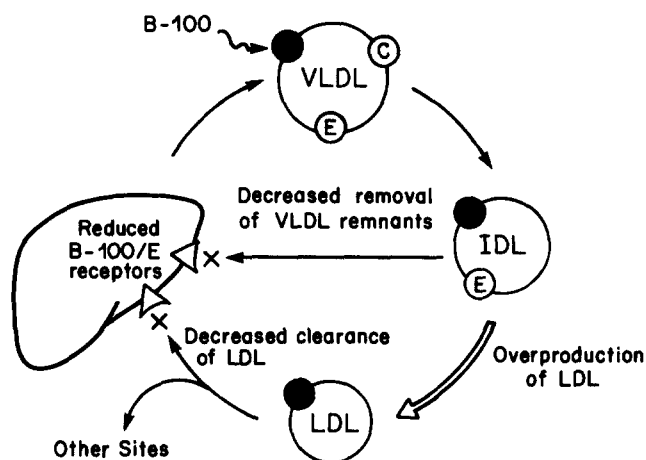 B-100
C
VLDL
E
Decreased removal
of VLDL remnants
Reduced
B-100/E
receptors
IDL
E
Decreased clearance
of LDL
Overproduction
of LDL
LDL
Other Sites